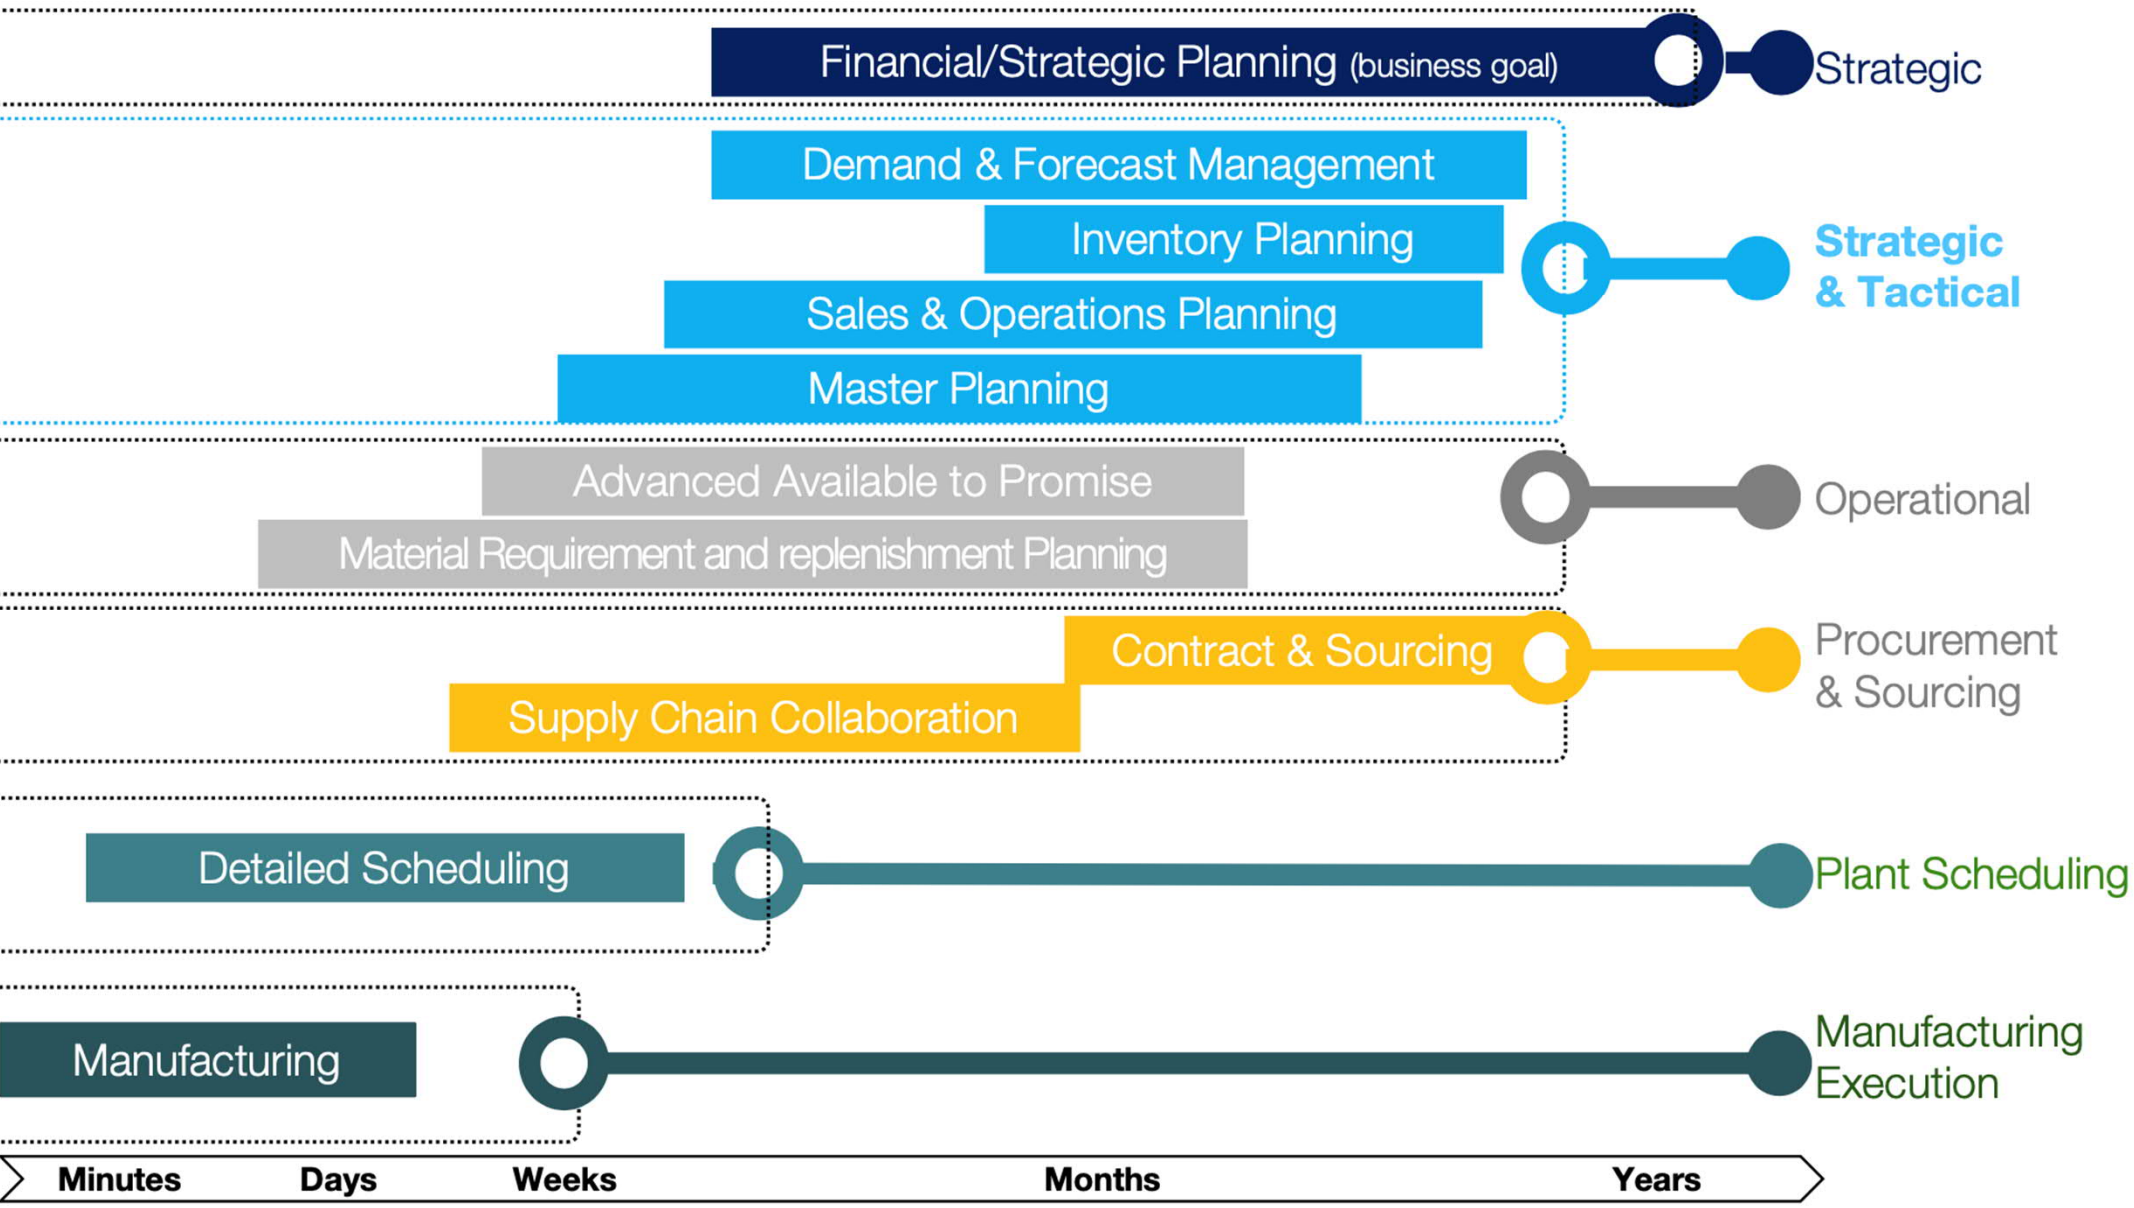 Financial/Strategic Planning (business goal)
Strategic
Demand & Forecast Management
Inventory Planning
Sales & Operations Planning
Master Planning
Strategic
& Tactical
Advanced Available to Promise
Material Requirement and replenishment Planning
Operational
Contract & Sourcing
Supply Chain Collaboration
Procurement
& Sourcing
Detailed Scheduling
Plant Scheduling
Manufacturing
Manufacturing
Execution
Minutes Days Weeks Months Years